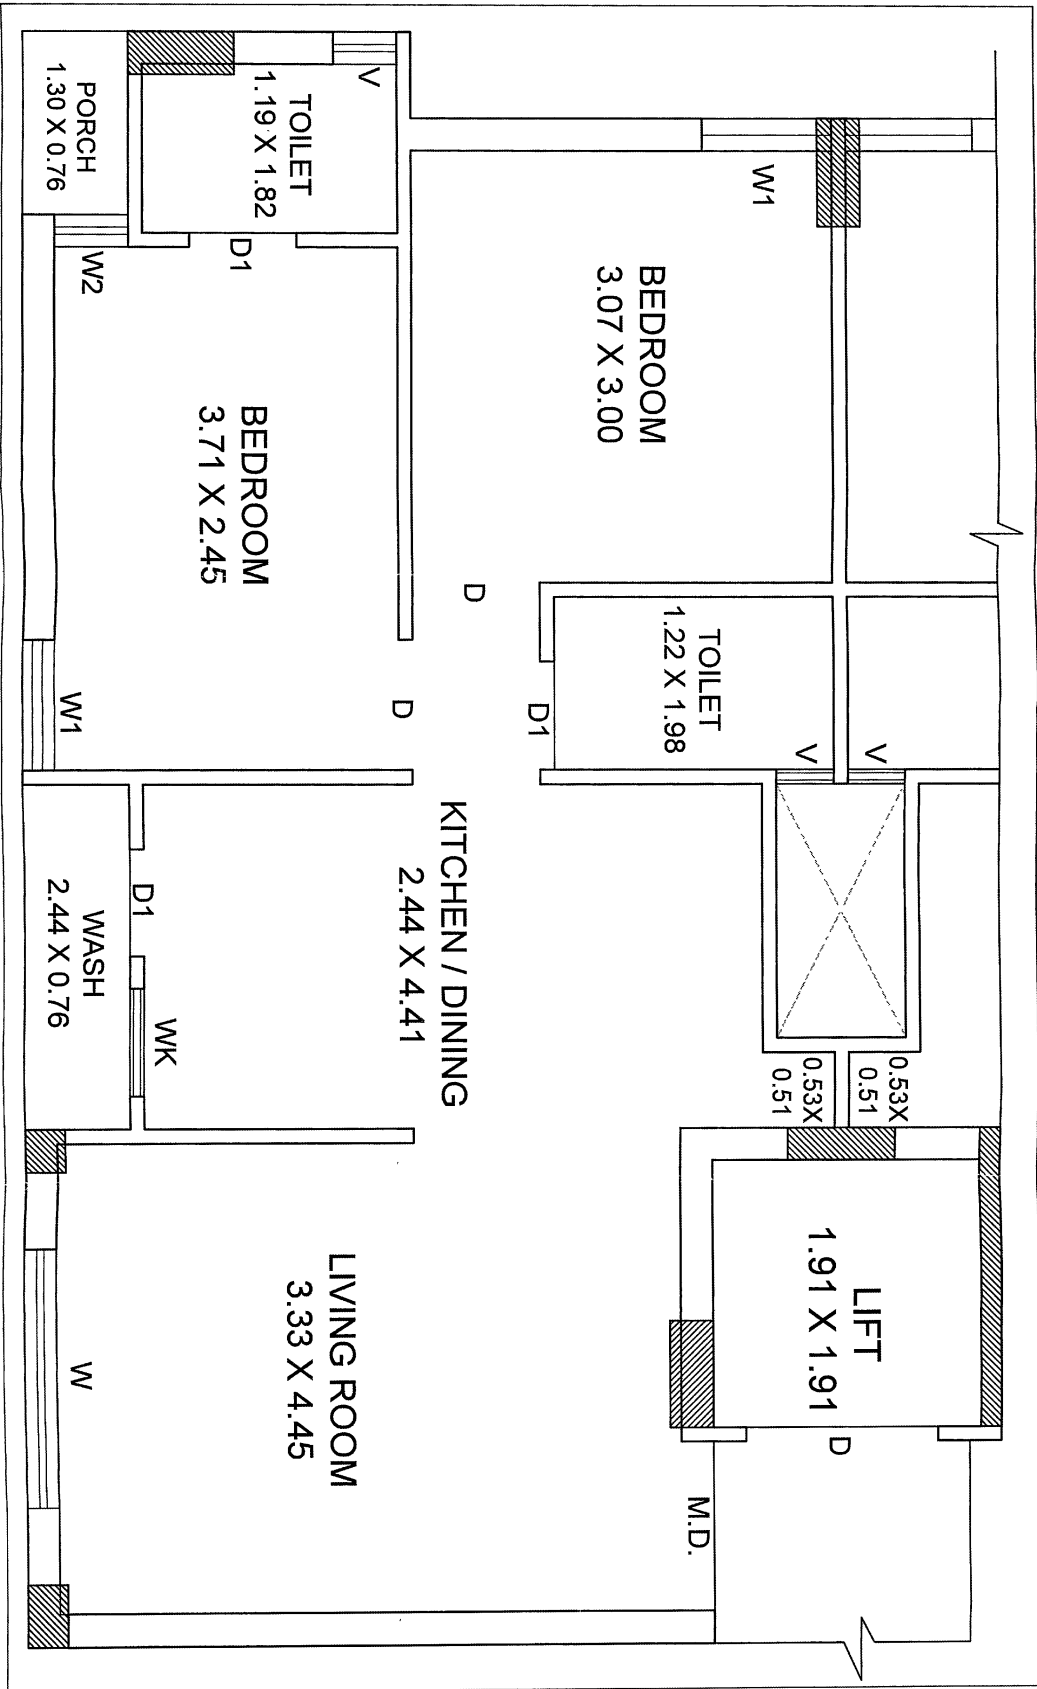 PORCH
1.30 X 0.76
TOILET
1.19 X 1.82
V
D1
W2
W1
BEDROOM
3.07 X 3.00
BEDROOM
3.71 X 2.45
D
D
D1
W1
TOILET
1.22 X 1.98
V
V
KITCHEN / DINING
2.44 X 4.41
D1
WK
WASH
2.44 X 0.76
0.53X
0.51
0.53X
0.51
LIFT
1.91 X 1.91
D
M.D.
LIVING ROOM
3.33 X 4.45
W